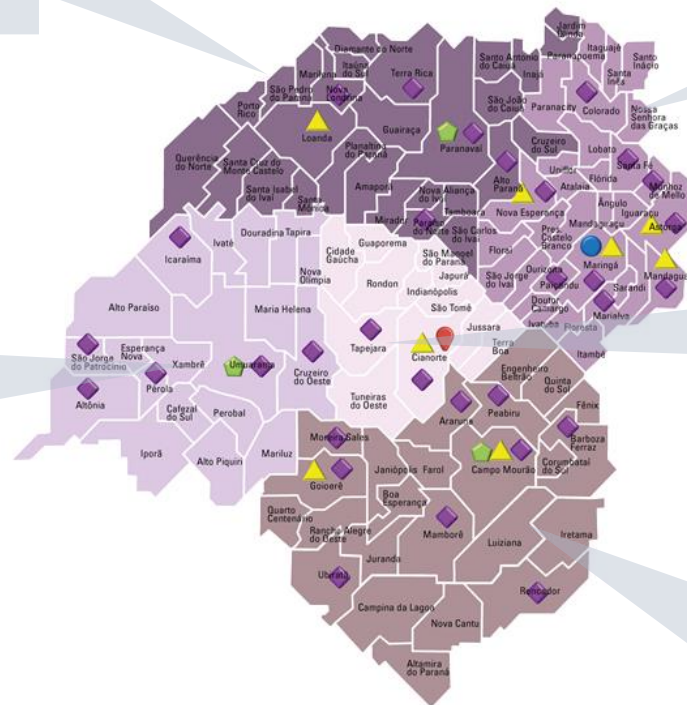 Jardim
Olinda
Itaguajé
Paranapoema
Santo
Inácio
Diamante do Norte
Itaúna
do Sul
Marilena
Terra Rica
Santo Antônio
do Caiuá
Inajá
Santa
Inês
São Pedro
do Paraná
Nova
Londrina
Porto
Rico
São João
do Caiuá
Paranacity
Colorado
Nossa
Senhora
das Graças
Loanda
Guairaça
Paranavaí
Cruzeiro
do Sul
Lobato
Planaltina
do Paraná
Querência
do Norte
Santa Cruz do
Monte Castelo
Alto
Paraná
Uniflor
Santa Fé
Flórida
Atalaia
Munhoz
de Mello
Santa Isabel
do Ivaí
Amaporã
Nova Aliança
do Ivaí
Santa
Mônica
Ângulo
Iguaraçu
Tamboara
Nova Esperança
Mandaguaçu
Astorga
Mirador
Paraíso
do Norte
São Carlos
do Ivaí
Pres.
Castelo
Branco
Douradina
Tapira
Guaporema
Ivaté
Cidade
Gaúcha
São Manoel
do Paraná
Floraí
Maringá
Icaraíma
Ourizona
Mandaguari
Japurá
São Jorge
do Ivaí
Paiçandu
Nova
Olímpia
Rondon
Sarandi
Indianópolis
Doutor
Camargo
Marialva
Alto Paraíso
Maria Helena
São Tomé
Ivatuba
Floresta
Jussara
Tapejara
Cianorte
Terra
Boa
Itambé
Esperança
Nova
São Jorge
do Patrocínio
Xambrê
Umuarama
Cruzeiro
do Oeste
Pérola
Engenheiro
Beltrão
Quinta
do Sol
Altônia
Cafezal
do Sul
Perobal
Tuneiras
do Oeste
Araruna
Peabiru
Fênix
Moreira Sales
Barboza
Ferraz
Iporã
Alto Piquiri
Mariluz
Janiópolis
Farol
Campo Mourão
Corumbataí
do Sul
Goioerê
Boa
Esperança
Quarto
Centenário
Rancho Alegre
do Oeste
Mamborê
Luiziana
Iretama
Juranda
Ubiratã
Roncador
Campina da Lagoa
Nova Cantu
Altamira
do Paraná